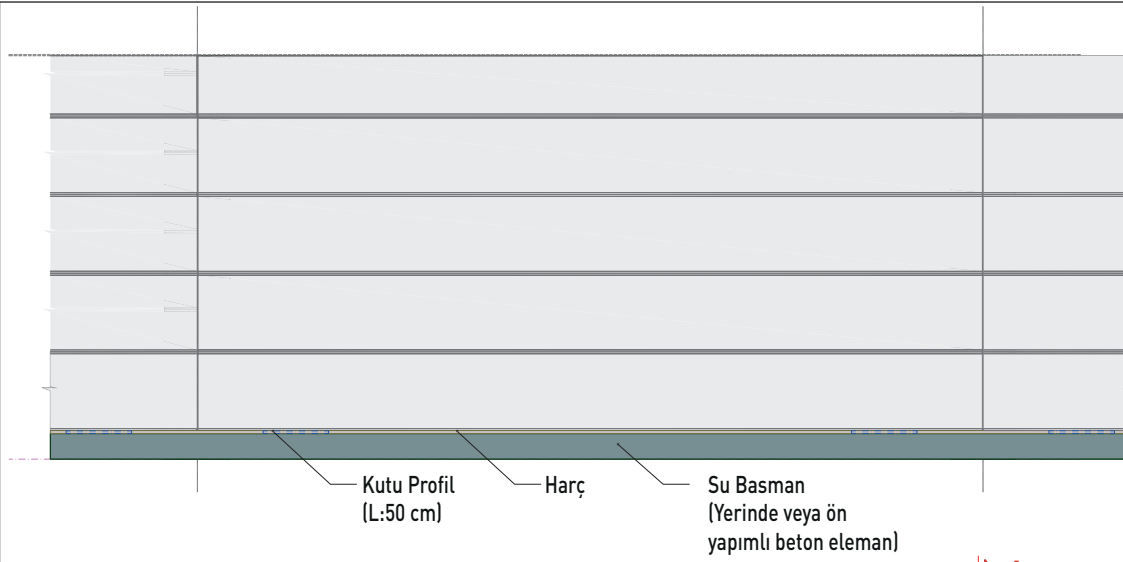 Kutu Profil
(L:50 cm)
Harç
Su Basman
(Yerinde veya ön
yapımlı beton eleman)